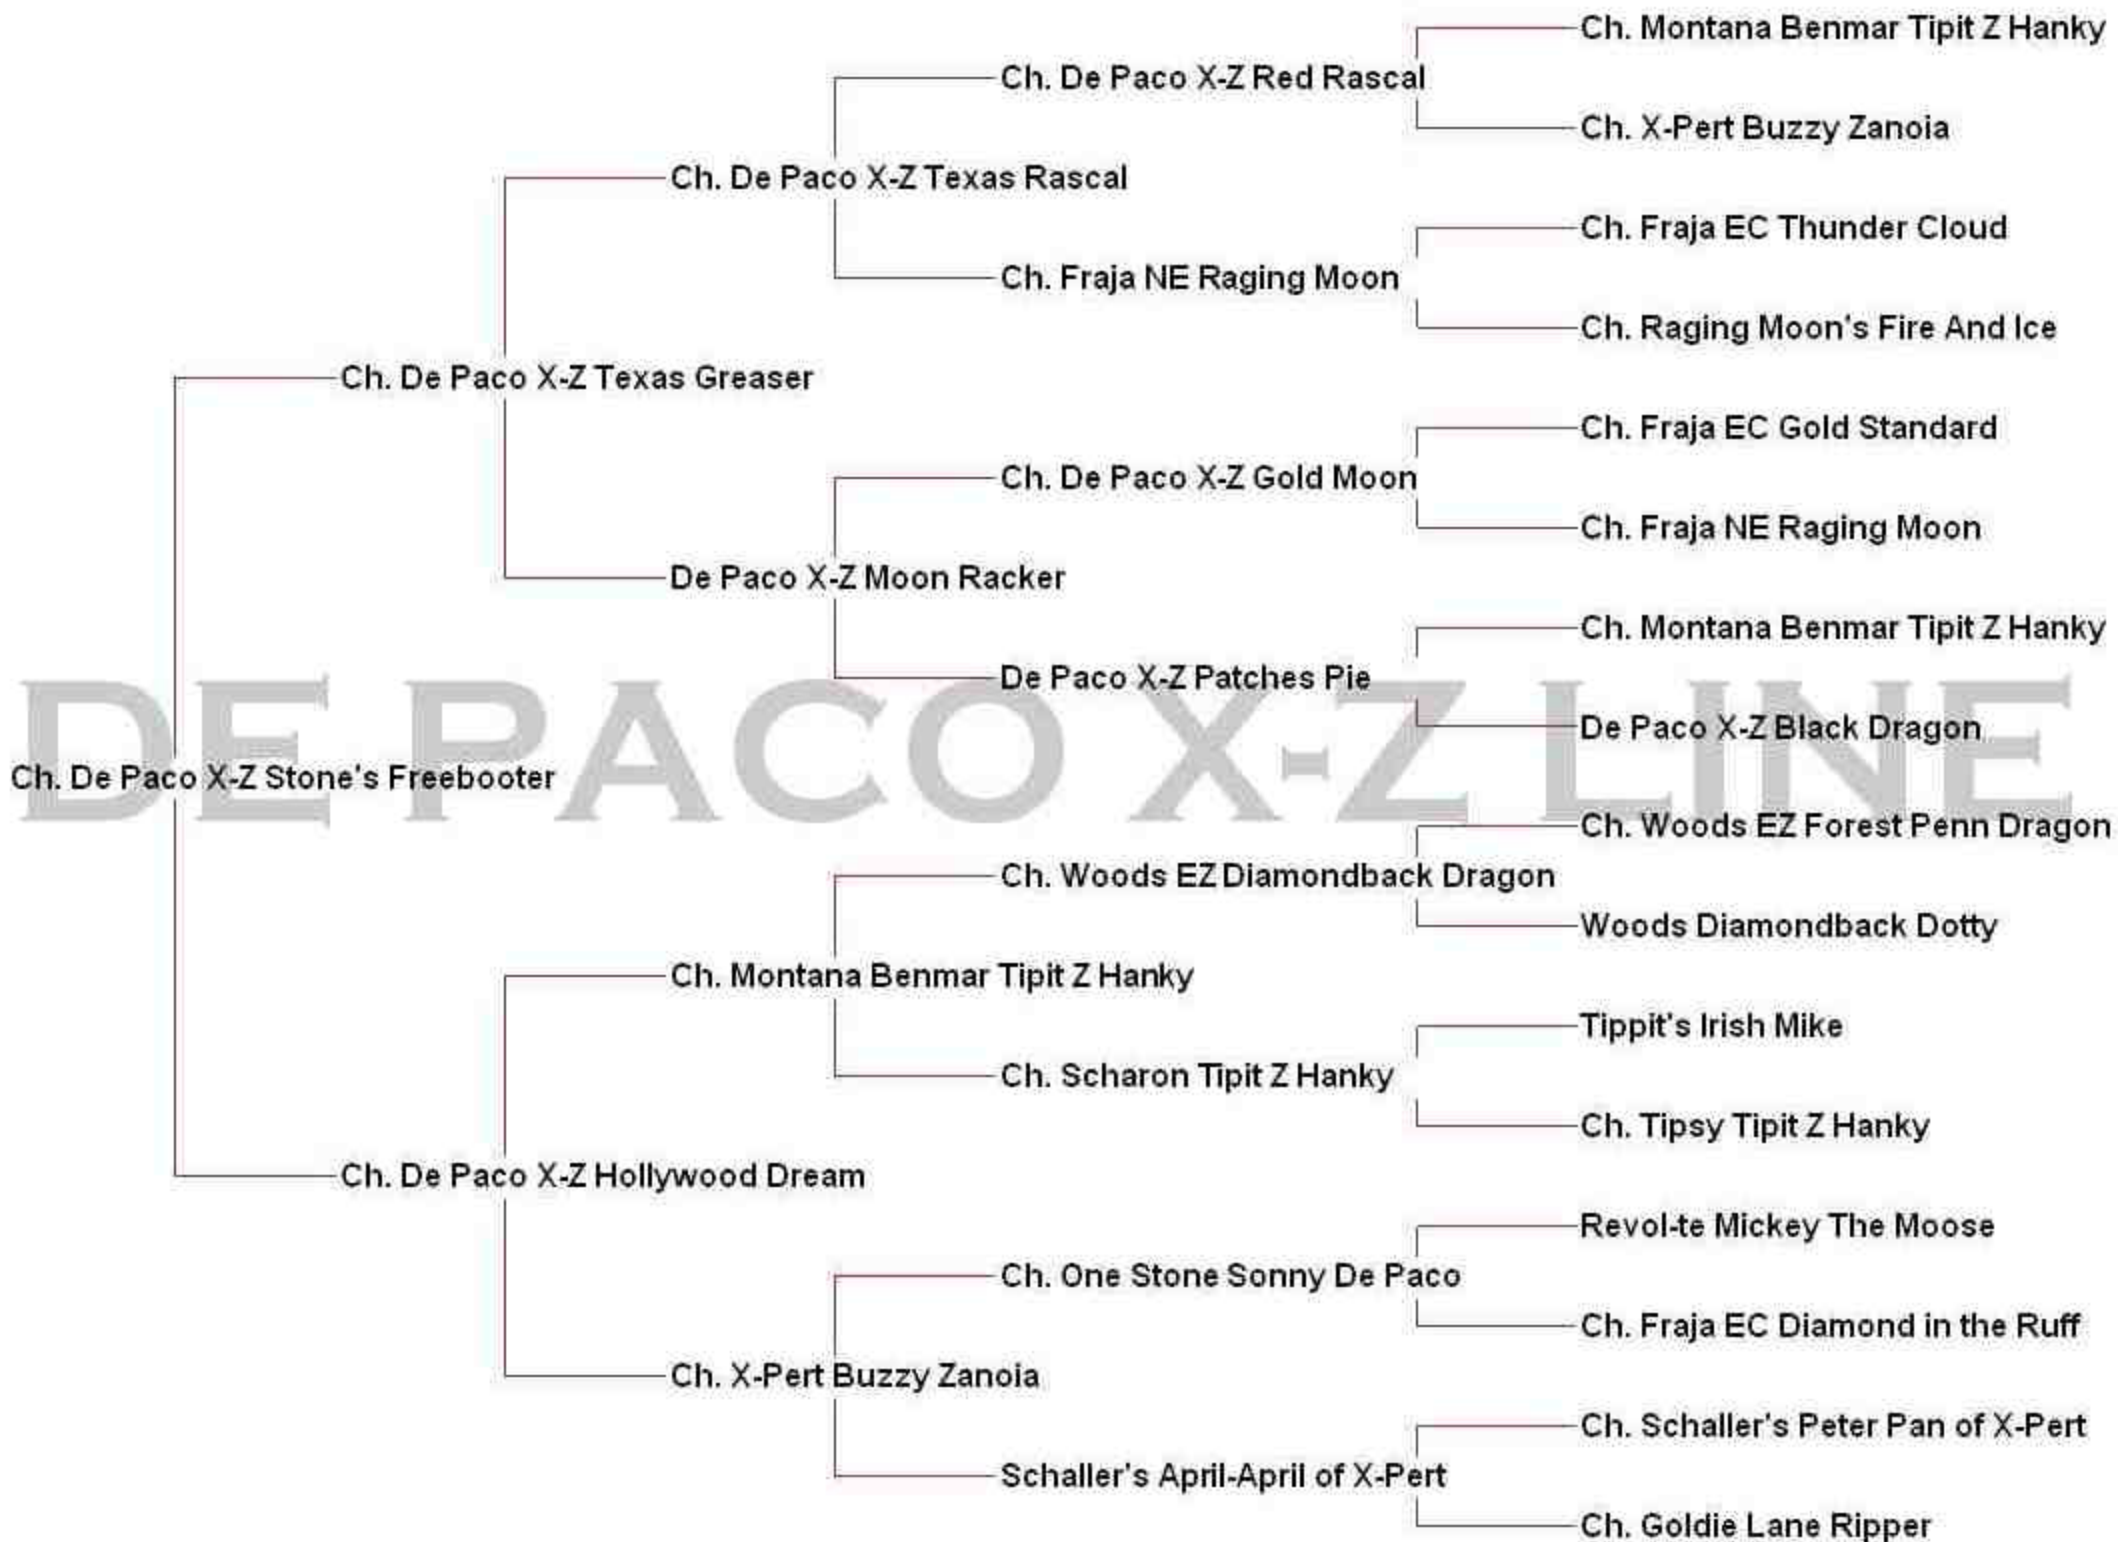 Ch. Montana Benmar Tipit Z Hanky
Ch. De Paco X-Z Red Rascal
Ch. X-Pert Buzzy Zanoia
Ch. De Paco X-Z Texas Rascal
Ch. Fraja EC Thunder Cloud
Ch. Fraja NE Raging Moon
Ch. Raging Moon's Fire And Ice
Ch. De Paco X-Z Texas Greaser
Ch. Fraja EC Gold Standard
Ch. De Paco X-Z Gold Moon
Ch. Fraja NE Raging Moon
De Paco X-Z Moon Racker
Ch. Montana Benmar Tipit Z Hanky
De Paco X-Z Patches Pie
De Paco X-Z Black Dragon
DE PACO X-Z LINE
Ch. De Paco X-Z Stone's Freebooter
Ch. Woods EZ Forest Penn Dragon
Ch. Woods EZ Diamondback Dragon
Woods Diamondback Dotty
Ch. Montana Benmar Tipit Z Hanky
Tippit's Irish Mike
Ch. Scharon Tipit Z Hanky
Ch. Tipsy Tipit Z Hanky
Ch. De Paco X-Z Hollywood Dream
Revol-te Mickey The Moose
Ch. One Stone Sonny De Paco
Ch. Fraja EC Diamond in the Ruff
Ch. X-Pert Buzzy Zanoia
Ch. Schaller's Peter Pan of X-Pert
Schaller's April-April of X-Pert
Ch. Goldie Lane Ripper